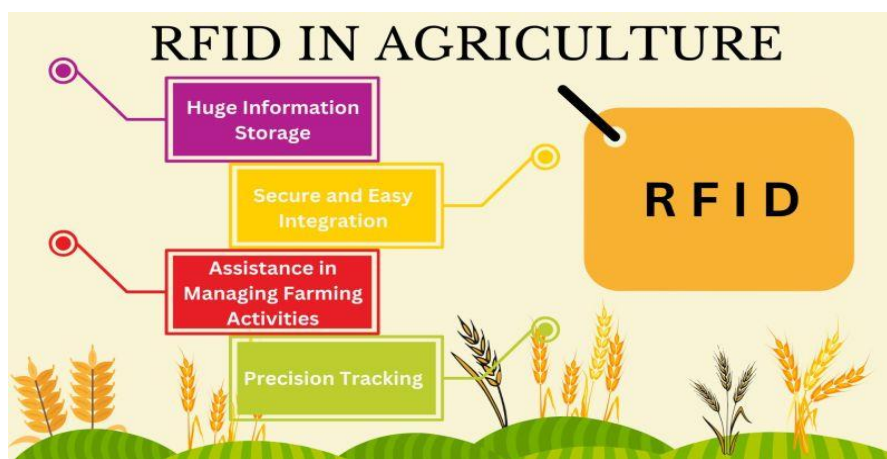 RFID IN AGRICULTURE
Huge Information
Storage
Secure and Easy
Integration
Assistance in
Managing Farming
Activities
Precision Tracking
RFID